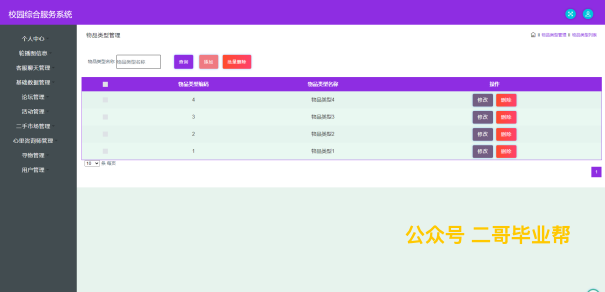 校园综合服务系统
个人中心
轮播图信息
客服聊天管理
基础数据管理
论坛管理
活动管理
二手市场管理
心理咨询师管理
寻物管理
用户管理
物品类型管理
物品类型管理 物品类型列表
物品类型名称 物品类型名称 查询 添加 批量删除
物品类型编码 物品类型名称 操作
4 物品类型4 修改 删除
3 物品类型3 修改 删除
2 物品类型2 修改 删除
1 物品类型1 修改 删除
10 条 每页
1
公众号 二哥毕业帮